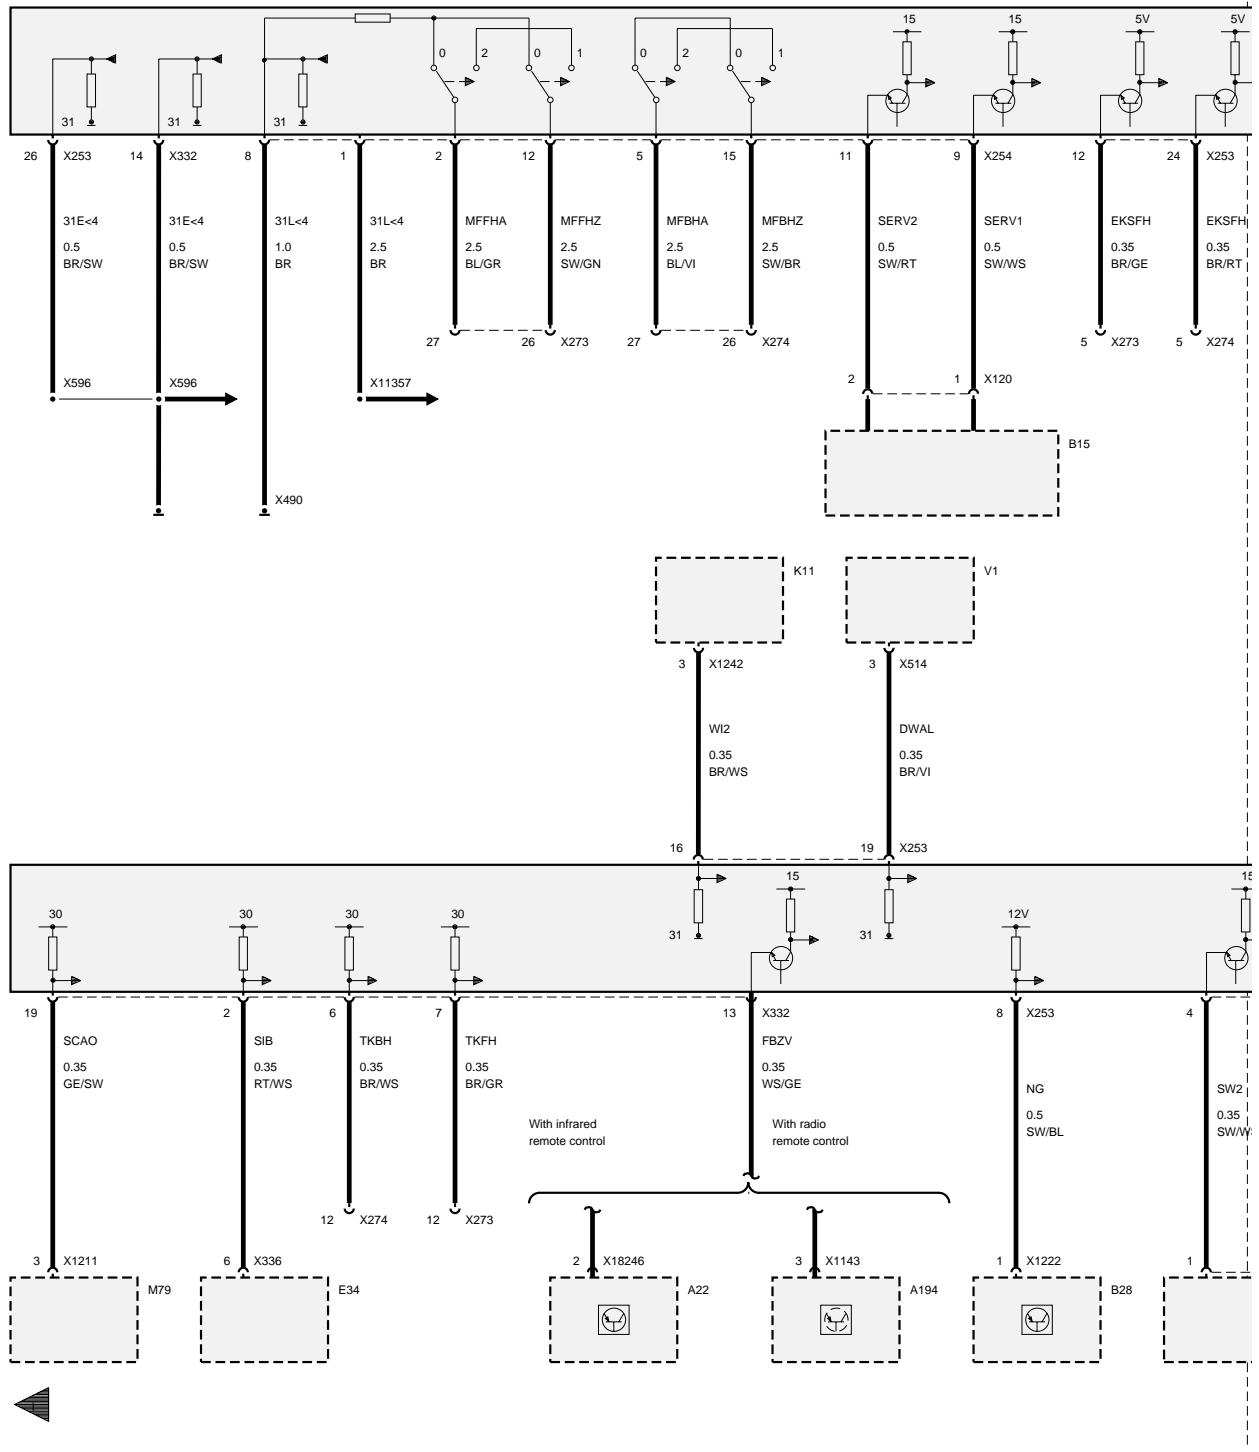 15 15 5V 5V
0 2 0 1 0 2 0 1
31 31 31
26 X253 14 X332 8 1 2 12 5 15 11 9 X254 12 24 X253
31E<4 31E<4 31L<4 31L<4 MFFHA MFFHZ MFBHA MFBHZ SERV2 SERV1 EKSFH EKSFH
0.5 0.5 1.0 2.5 2.5 2.5 2.5 2.5 0.5 0.5 0.35 0.35
BR/SW BR/SW BR BR BL/GR SW/GN BL/VI SW/BR SW/RT SW/WS BR/GE BR/RT
27 26 X273 27 26 X274 5 X273 5 X274
X596 X596 X11357 2 1 X120
B15
X490
K11 V1
3 X1242 3 X514
WI2 DWAL
0.35 0.35
BR/WS BR/VI
16 19 X253
15 15
30 30 30 30 12V
31 31
19 2 6 7 13 X332 8 X253 4
SCAO SIB TKBH TKFH FBZV
0.35 0.35 0.35 0.35 0.35
GE/SW RT/WS BR/WS BR/GR WS/GE
NG SW2
0.5 0.35
SW/BL SW/WS
With infrared With radio
remote control remote control
12 X274 12 X273
3 X1211 6 X336 2 X18246 3 X1143 1 X1222 1
M79 E34 A22 A194 B28